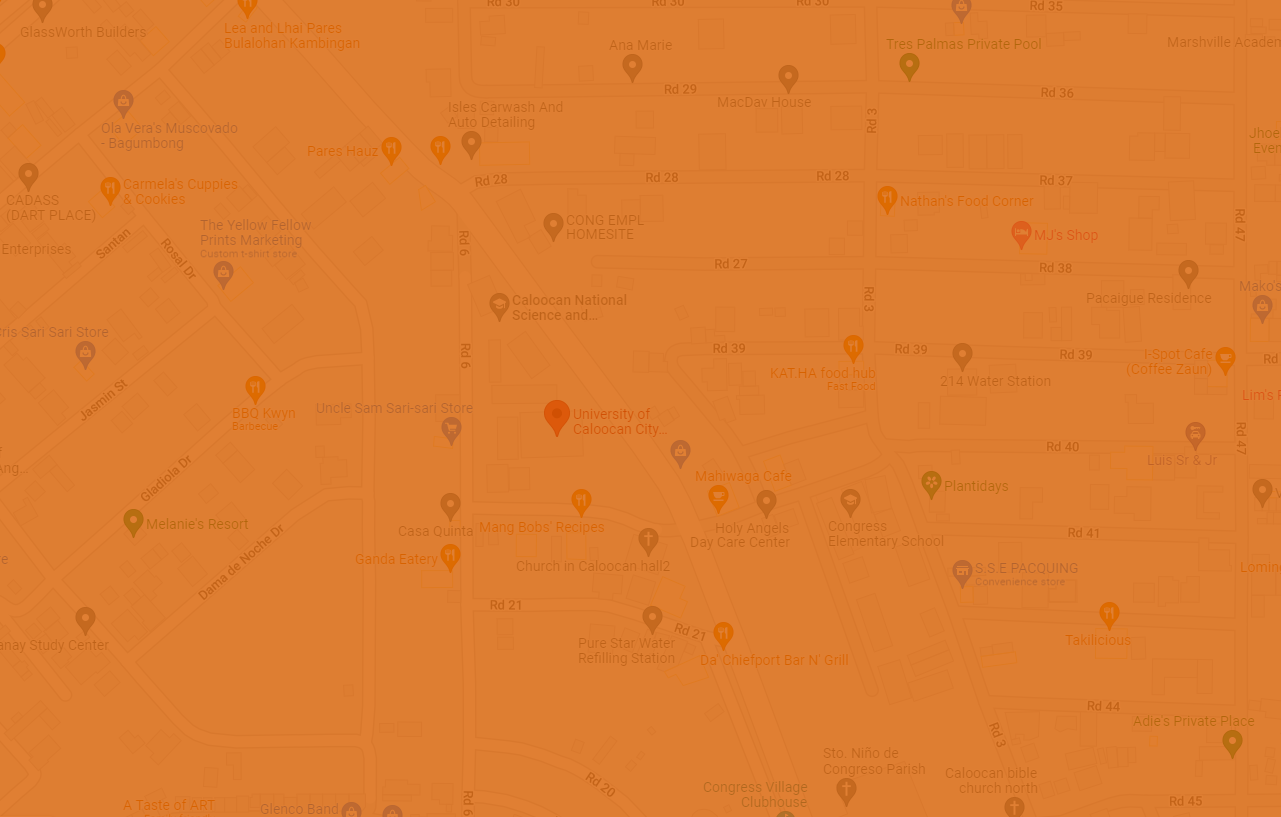 Rd 30
Rd 30
Rd 30
Rd 35
GlassWorth Builders
Lea and Lhai Pares
Bulalohan Kambingan
Ana Marie
Tres Palmas Private Pool
Marshville Academ
Rd 29
MacDav House
Rd 36
Isles Carwash And
Auto Detailing
Rd 3
Ola Vera's Muscovado
- Bagumbong
Pares Hauz
Jhoe
Even
Rd 28
Rd 28
Rd 28
Rd 37
Carmela's Cuppies
& Cookies
CADASS
(DART PLACE)
Nathan's Food Corner
The Yellow Fellow
Prints Marketing
Custom t-shirt store
CONG EMPL
HOMESITE
MJ's Shop
Rd 47
Enterprises
Santan
Rosal Dr
Rd 6
Rd 27
Rd 38
Pacaigue Residence
Mako's
Caloocan National
Science and...
Rd 3
Cris Sari Sari Store
Rd 6
Rd 39
Rd 39
Rd 39
Rd
I-Spot Cafe
(Coffee Zaun)
KAT.HA food hub
Fast Food
214 Water Station
Jasmin St
Lim's
BBQ Kwyn
Barbecue
Uncle Sam Sari-sari Store
University of
Caloocan City...
Rd 47
Rd 40
Luis Sr & Jr
Ang...
Gladiola Dr
Mahiwaga Cafe
Plantidays
Melanie's Resort
Casa Quinta
Mang Bobs' Recipes
Holy Angels
Day Care Center
Congress
Elementary School
Rd 41
Dama de Noche Dr
Ganda Eatery
Church in Caloocan hall2
S.S.E PACQUING
Convenience store
Lomin
Rd 21
Rd 21
Takilicious
anay Study Center
Pure Star Water
Refilling Station
Da Chiefport Bar N' Grill
Rd 44
Adie's Private Place
Rd 3
Sto. Niño de
Congreso Parish
Caloocan bible
church north
Rd 20
Congress Village
Clubhouse
Rd 6
A Taste of ART
Glenco Band
Rd 45